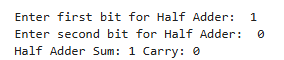 Enter first bit for Half Adder:  1
Enter second bit for Half Adder:  0
Half Adder Sum: 1 Carry: 0